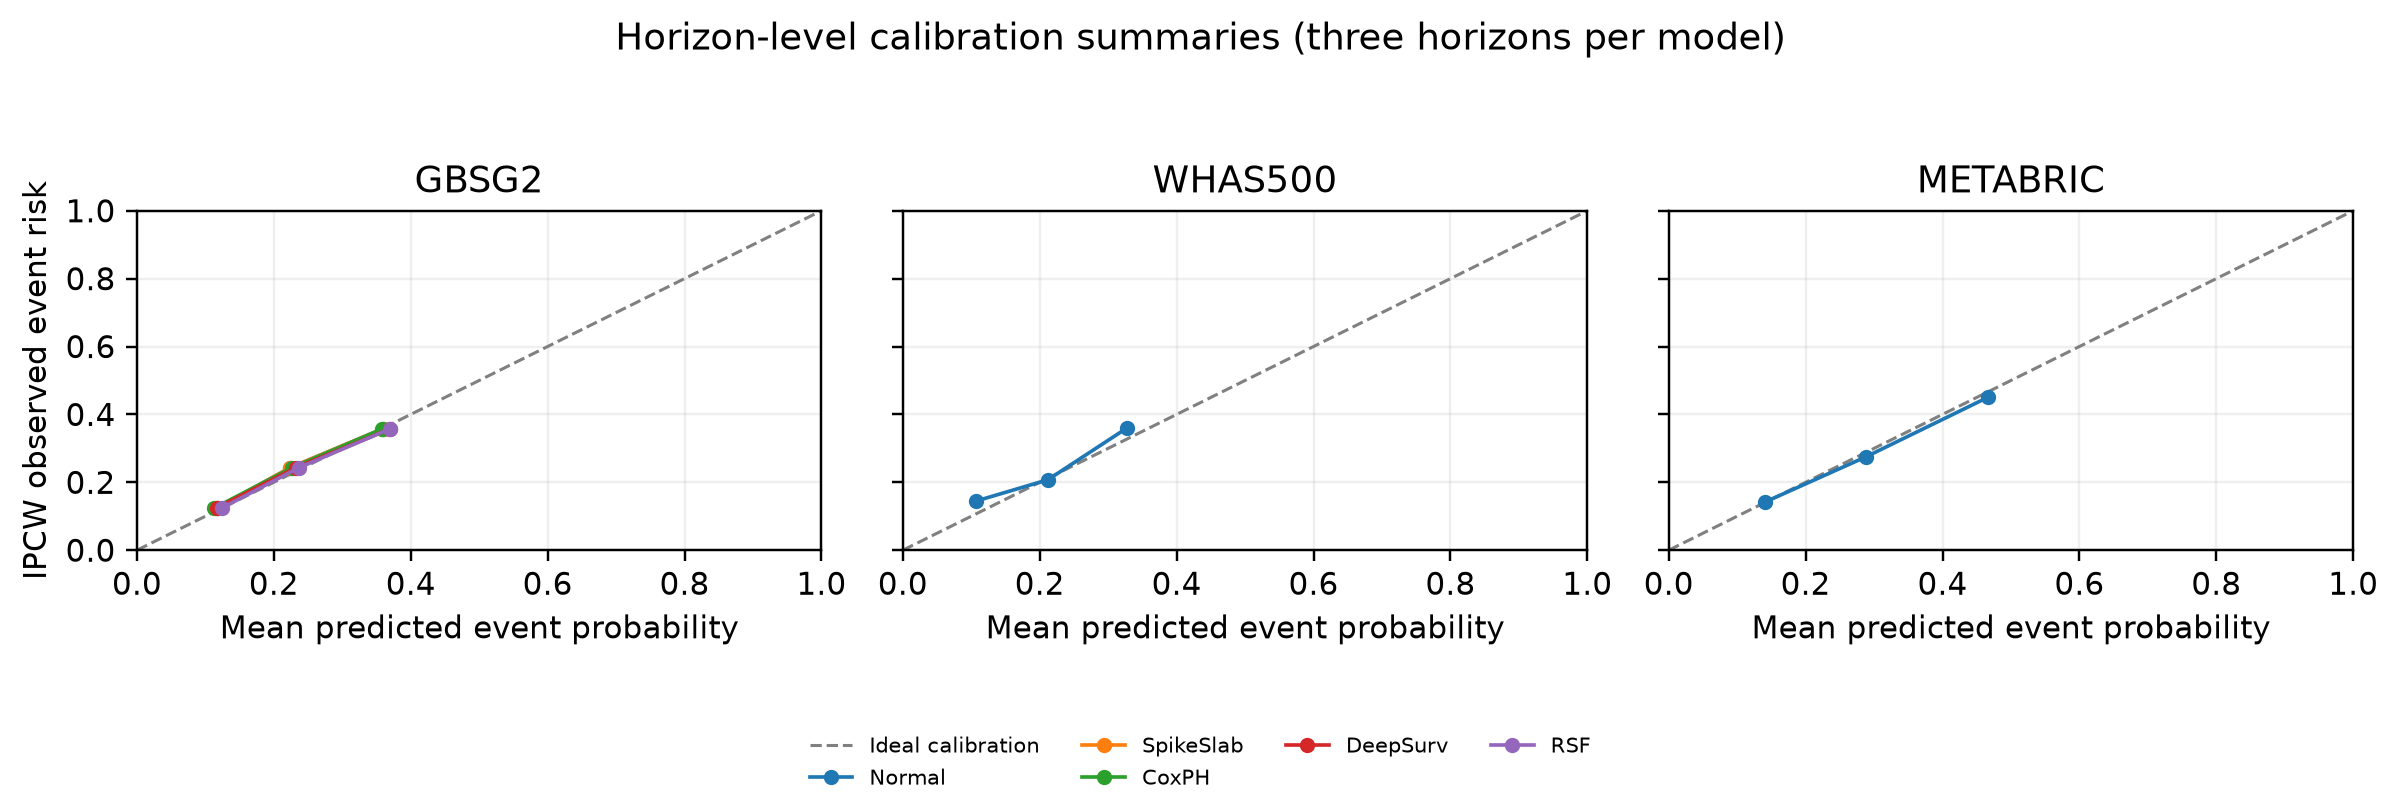 Horizon-level calibration summaries (three horizons per model)
GBSG2
WHAS500
METABRIC
IPCW observed event risk
1.0
0.8
0.6
0.4
0.2
0.0
0.0 0.2 0.4 0.6 0.8 1.0
0.0 0.2 0.4 0.6 0.8 1.0
0.0 0.2 0.4 0.6 0.8 1.0
Mean predicted event probability
Mean predicted event probability
Mean predicted event probability
Ideal calibration
Normal
SpikeSlab
CoxPH
DeepSurv
RSF